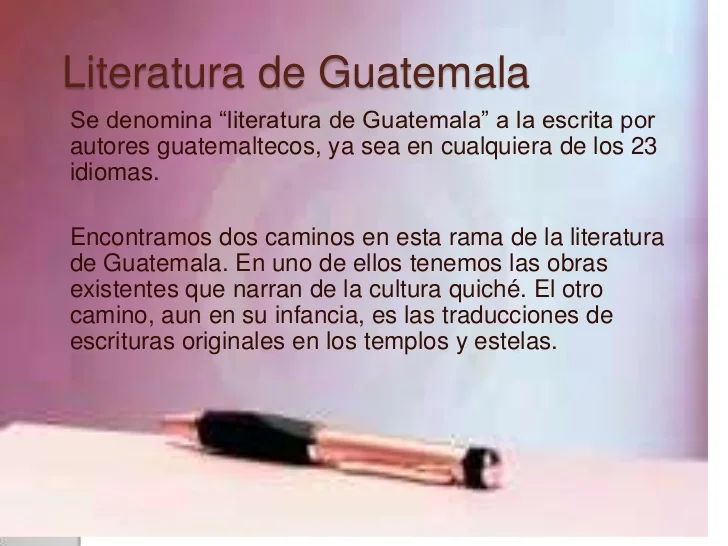 Literatura de Guatemala
Se denomina “literatura de Guatemala” a la escrita por
autores guatemaltecos, ya sea en cualquiera de los 23
idiomas.
Encontramos dos caminos en esta rama de la literatura
de Guatemala. En uno de ellos tenemos las obras
existentes que narran de la cultura quiché. El otro
camino, aun en su infancia, es las traducciones de
escrituras originales en los templos y estelas.